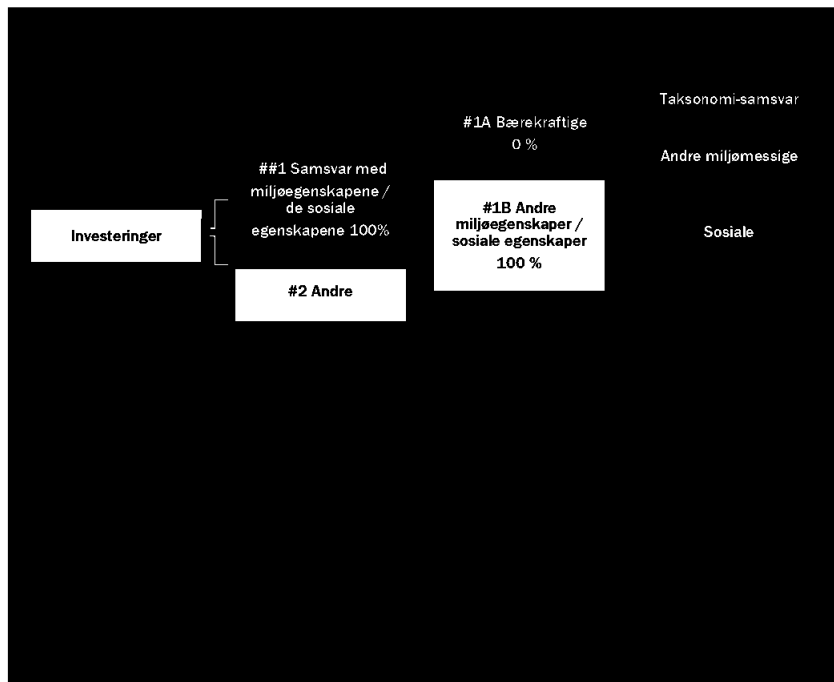 Investeringer
##1 Samsvar med
miljøegenskapene /
de sosiale
egenskapene 100%
#2 Andre
#1A Bærekraftige
0 %
#1B Andre
miljøegenskaper /
sosiale egenskaper
100 %
Taksonomi-samsvar
Andre miljømessige
Sosiale